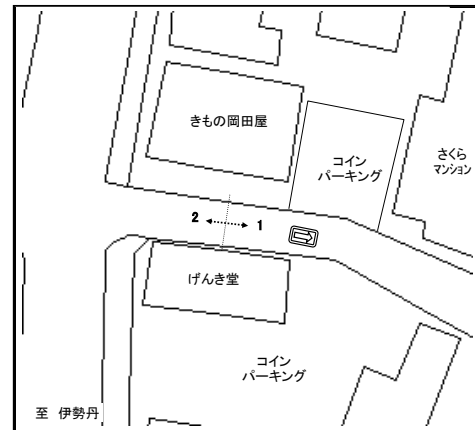 きもの岡田屋
コイン
パーキング
さくら
マンション
2
1
げんき堂
コイン
パーキング
至 伊勢丹